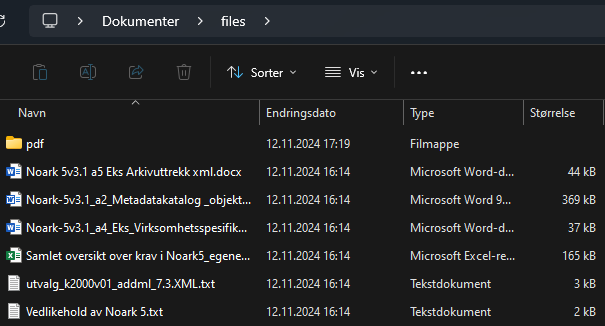 Dokumenter files
Sorter Vis
Navn Endringsdato Type Størrelse
pdf 12.11.2024 17:19 Filmappe
Noark 5v3.1 a5 Eks Arkivuttrekk xml.docx 12.11.2024 16:14 Microsoft Word-d... 44 kB
Noark-5v3.1_a2_Metadatakatalog _objekt... 12.11.2024 16:14 Microsoft Word 9... 369 kB
Noark-5v3.1_a4_Eks_Virksomhetsspesifik... 12.11.2024 16:14 Microsoft Word-d... 37 kB
Samlet oversikt over krav i Noark5_egene... 12.11.2024 16:14 Microsoft Excel-re... 165 kB
utvalg_k2000v01_addml_7.3.XML.txt 12.11.2024 16:14 Tekstdokument 3 kB
Vedlikehold av Noark 5.txt 12.11.2024 16:14 Tekstdokument 2 kB